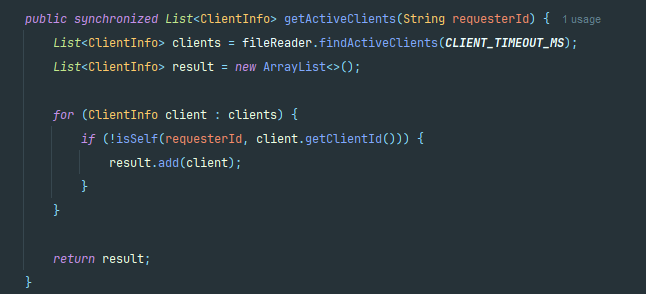 public synchronized List<ClientInfo> getActiveClients(String requesterId) { 1 usage
List<ClientInfo> clients = fileReader.findActiveClients(CLIENT_TIMEOUT_MS);
List<ClientInfo> result = new ArrayList<>();
for (ClientInfo client : clients) {
if (!isSelf(requesterId, client.getClientId())) {
result.add(client);
}
}
return result;
}